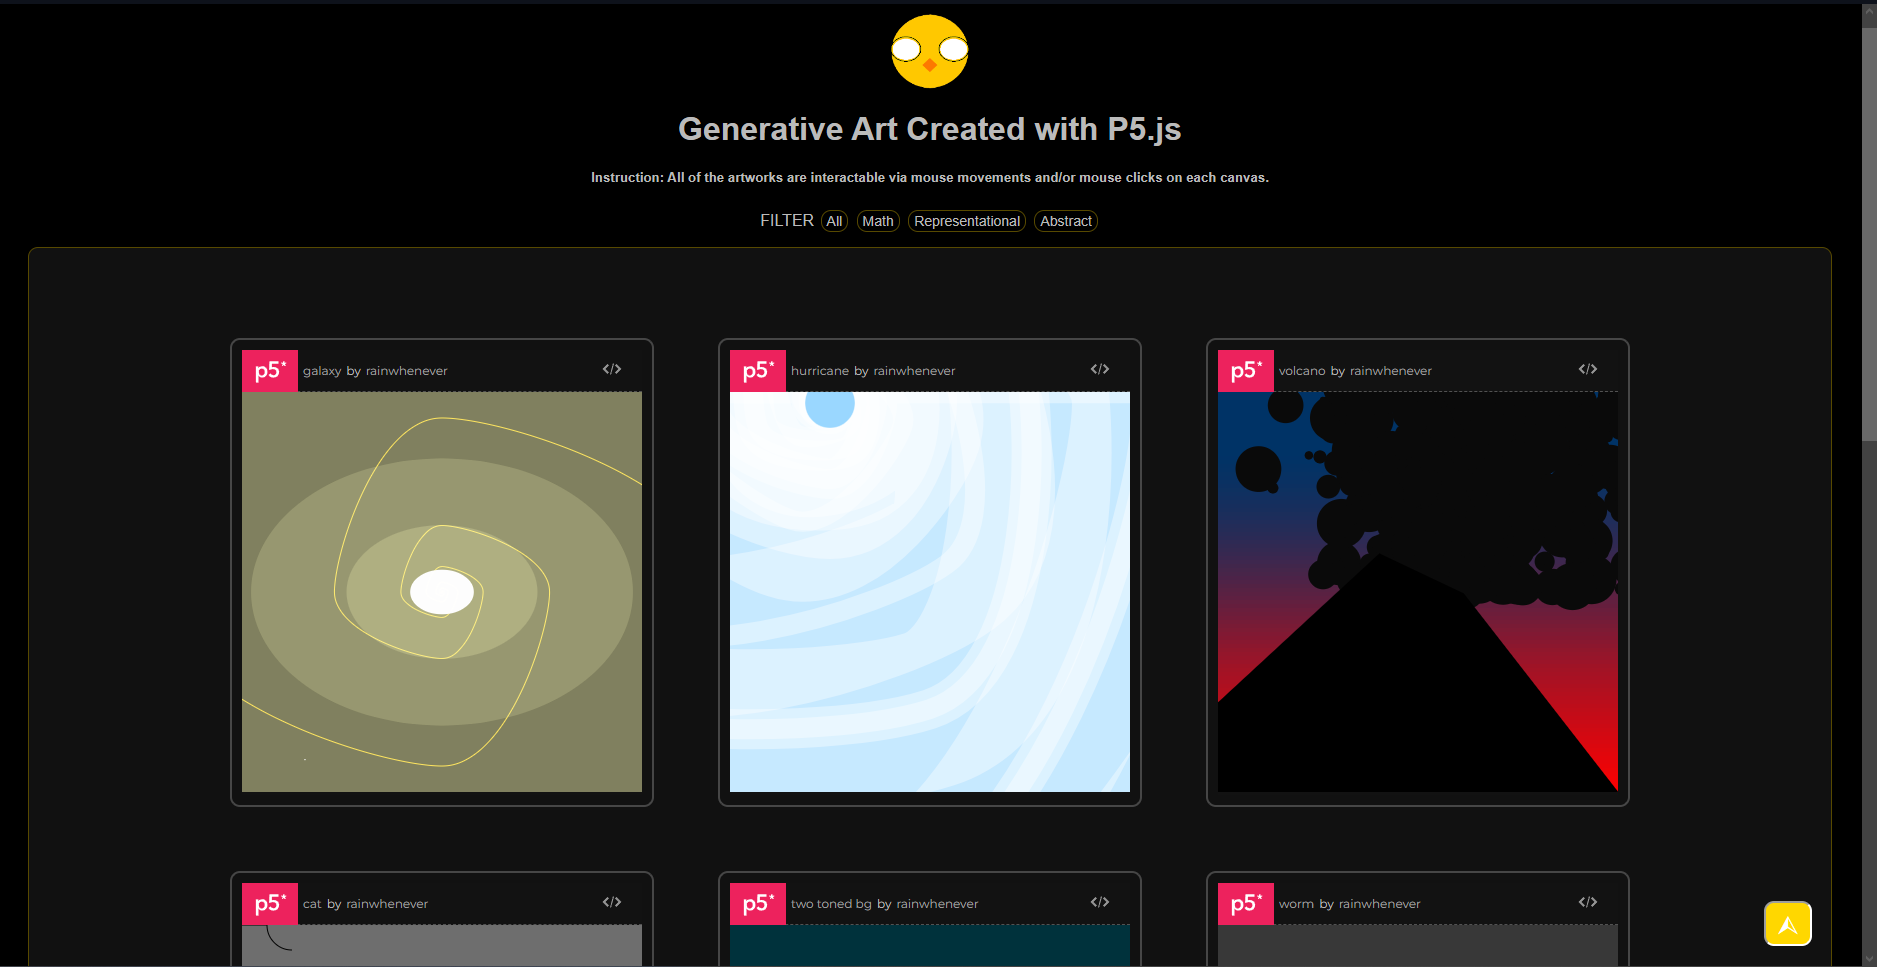 Generative Art Created with P5.js
Instruction: All of the artworks are interactable via mouse movements and/or mouse clicks on each canvas.
FILTER All Math Representational Abstract
p5* galaxy by rainwhenever </>
p5* hurricane by rainwhenever </>
p5* volcano by rainwhenever </>
p5* cat by rainwhenever </>
p5* two toned bg by rainwhenever </>
p5* worm by rainwhenever </>